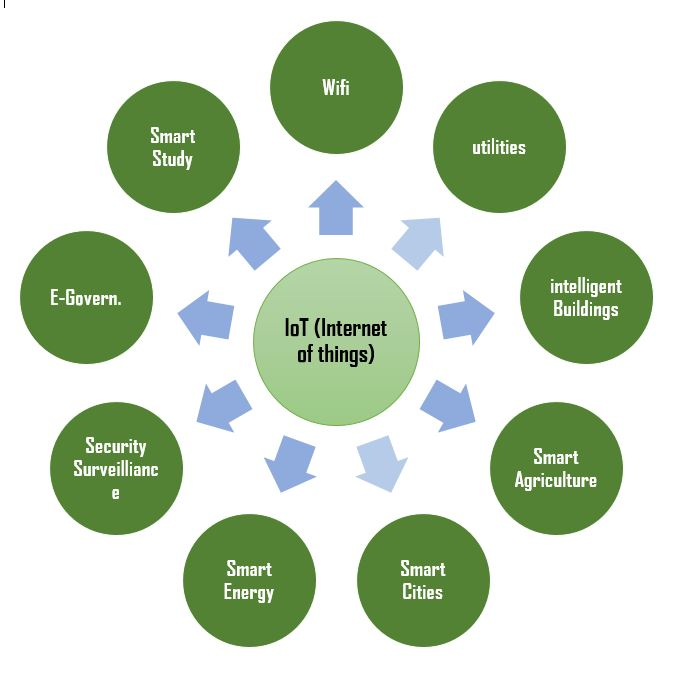 Wifi
utilities
intelligent
Buildings
Smart
Agriculture
Smart
Cities
Smart
Energy
Security
Surveillianc
e
E-Govern.
Smart
Study
IoT (Internet
of things)